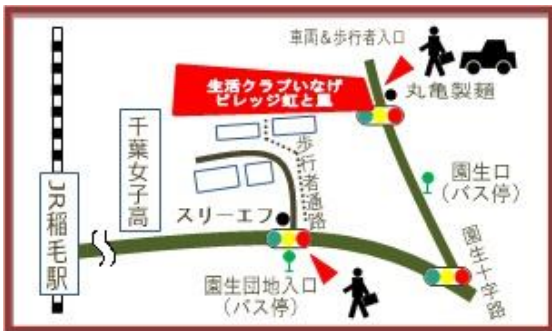 車両&歩行者入口
生活クラブいなげ
ビレッジ虹と風
丸亀製麺
千葉女子高
歩行者通路
園生口
(バス停)
JR稲毛駅
スリーエフ
園生団地入口
(バス停)
園生十字路